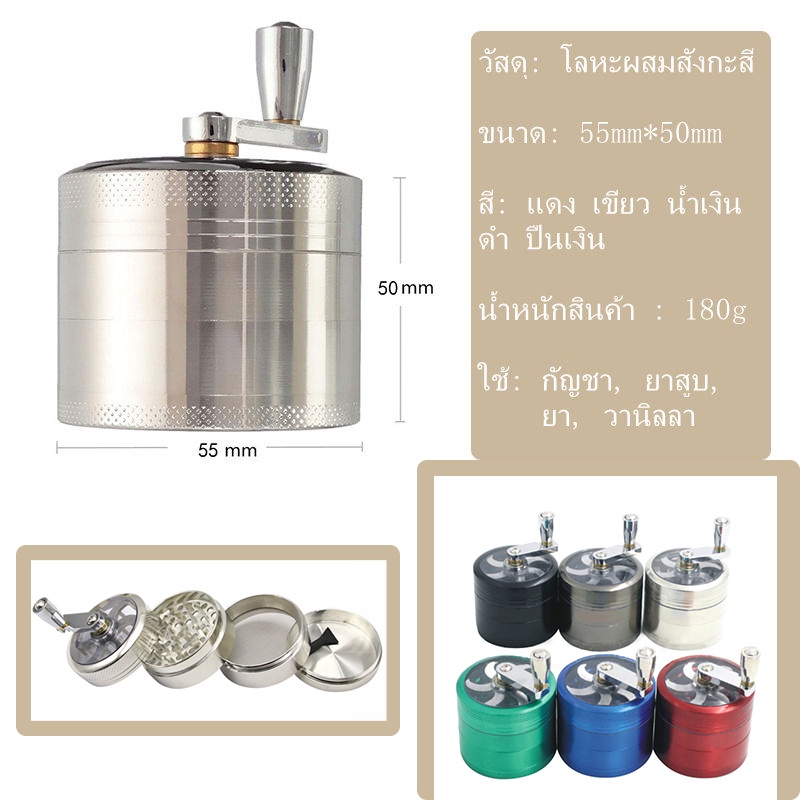 วัสดุ: โลหะผสมสังกะสี
ขนาด: 55mm*50mm
สี: แดง เขียว น้ำเงิน
ดำ ปืนเงิน
น้ำหนักสินค้า : 180g
ใช้: กัญชา, ยาสูบ,
ยา, วานิลลา
50 mm
55 mm